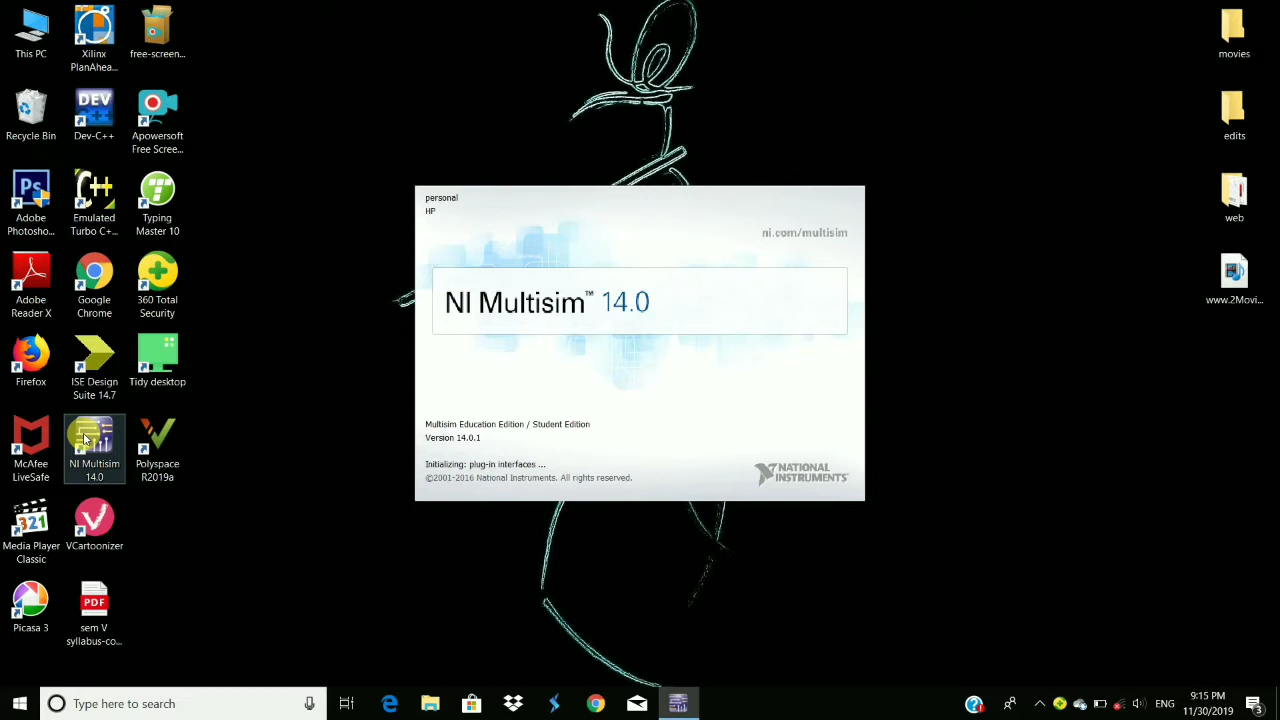 This PC
Xilinx
PlanAhea...
free-screen...
Recycle Bin
DEV
Dev-C++
Apowersoft
Free Scree...
Ps
Adobe
Photosho...
C++
Emulated
Turbo C+...
T
Typing
Master 10
Adobe
Reader X
Google
Chrome
360 Total
Security
Firefox
ISE Design
Suite 14.7
Tidy desktop
McAfee
LiveSafe
NI Multisim
14.0
Polyspace
R2019a
321
Media Player
Classic
VCartoonizer
Picasa 3
PDF
sem V
syllabus-co...
personal
HP
ni.com/multisim
NI Multisim™ 14.0
Multisim Education Edition / Student Edition
Version 14.0.1
Initializing: plug-in interfaces ...
©2001-2016 National Instruments. All rights reserved.
NATIONAL
INSTRUMENTS
movies
edits
web
www.2Movi...
Type here to search
ENG
9:15 PM
11/30/2019
3